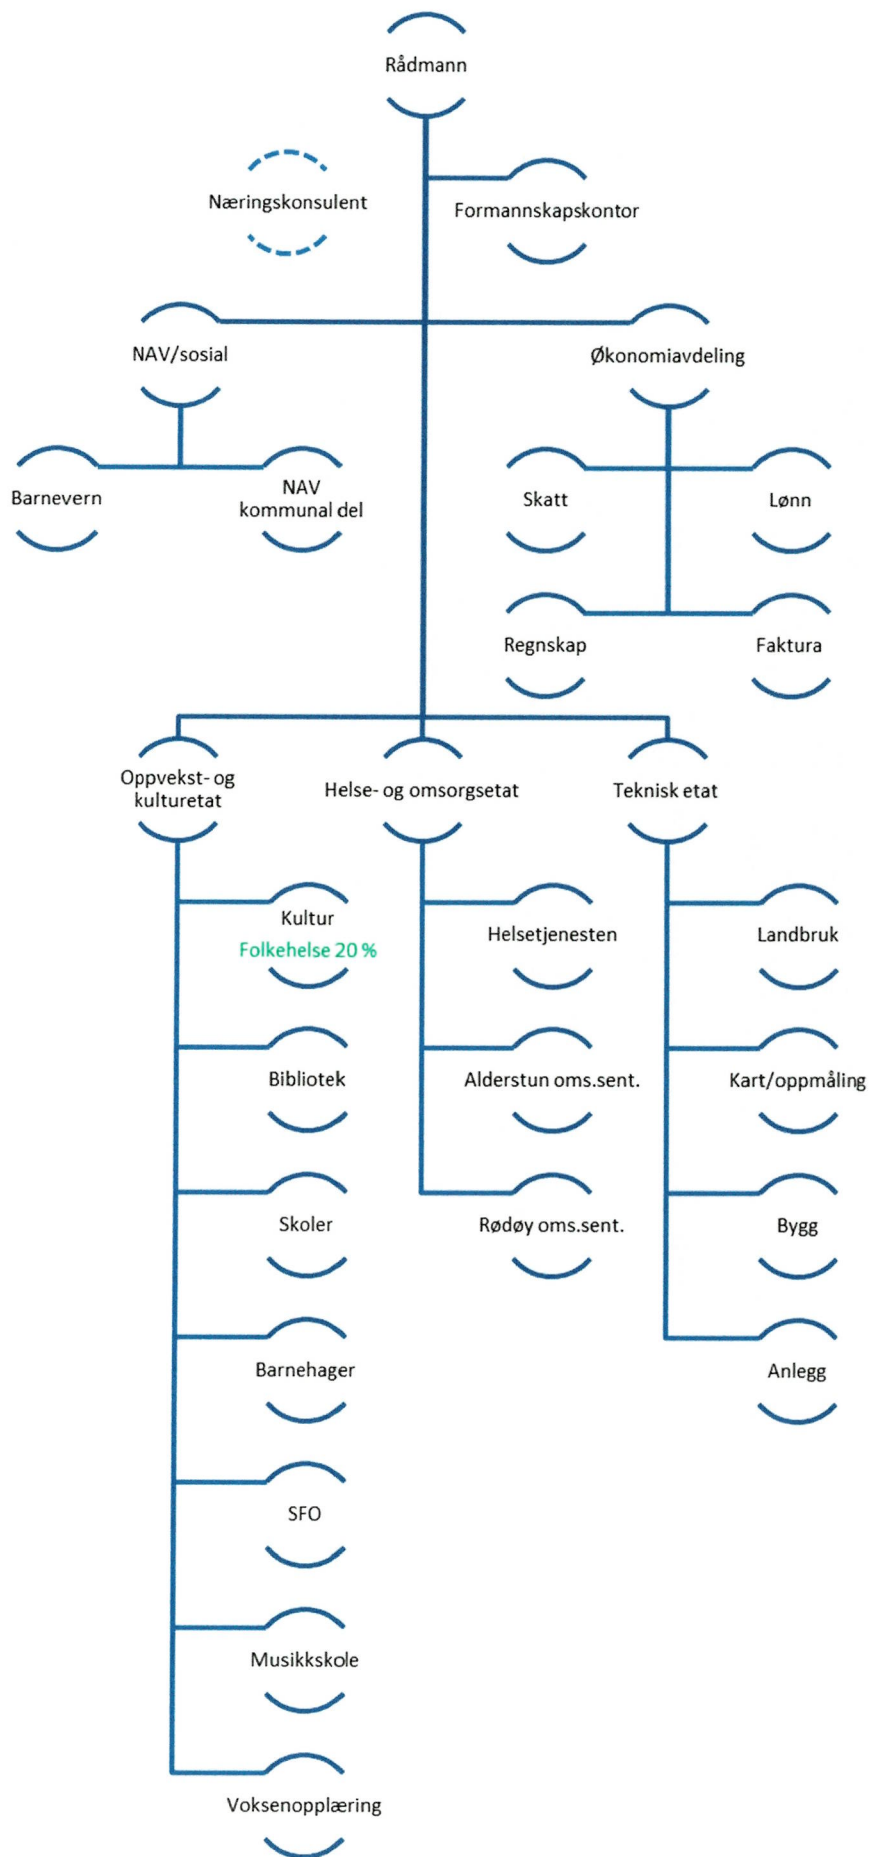 Rådmann
Næringskonsulent
Formannskapskontor
NAV/sosial
Økonomiavdeling
Barnevern
NAV
kommunal del
Skatt
Lønn
Regnskap
Faktura
Oppvekst- og
kulturetat
Helse- og omsorgsetat
Teknisk etat
Kultur
Folkehelse 20 %
Helsetjenesten
Landbruk
Bibliotek
Alderstun oms.sent.
Kart/oppmåling
Skoler
Rødøy oms.sent.
Bygg
Barnehager
Anlegg
SFO
Musikkskole
Voksenopplæring